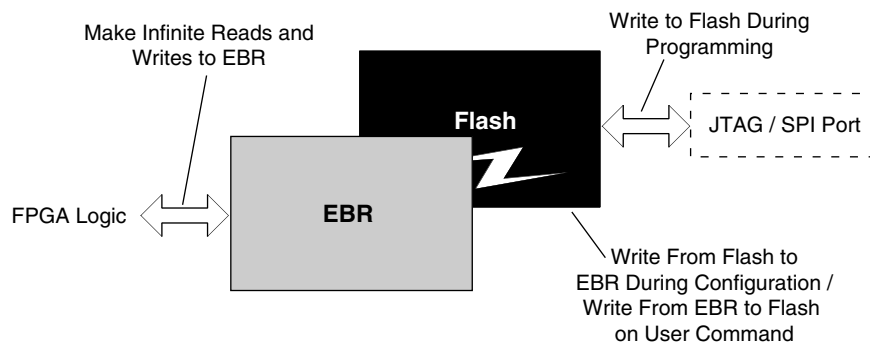 Make Infinite Reads and
Writes to EBR
Write to Flash During
Programming
Flash
JTAG / SPI Port
FPGA Logic
EBR
Write From Flash to
EBR During Configuration /
Write From EBR to Flash
on User Command